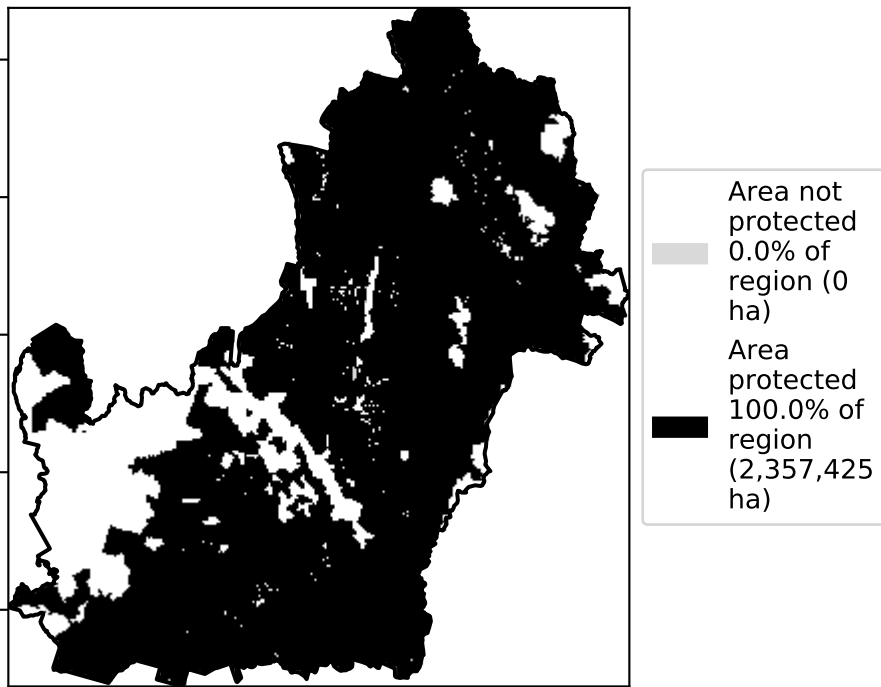 Area not
protected
0.0% of
region (0
ha)
Area
protected
100.0% of
region
(2,357,425
ha)